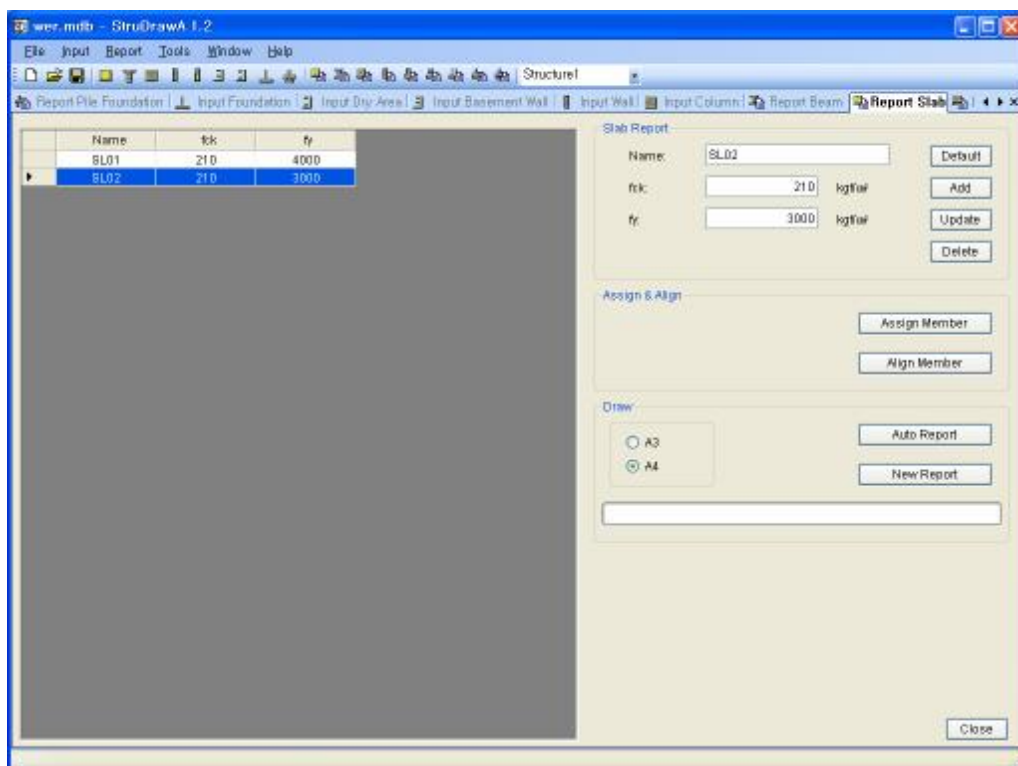 wer.mdb - StruDrawA 1.2
File Input Report Tools Window Help
Structure1
Report Pile Foundation Input Foundation Input Dry Area Input Basement Wall Input Wall Input Column Report Beam Report Slab
Name fck fy
SL01 210 4000
SL02 210 3000
Slab Report
Name: SL02 Default
fck: 210 kgf/㎠ Add
fy: 3000 kgf/㎠ Update
Delete
Assign & Align
Assign Member
Align Member
Draw
A3 Auto Report
A4 New Report
Close